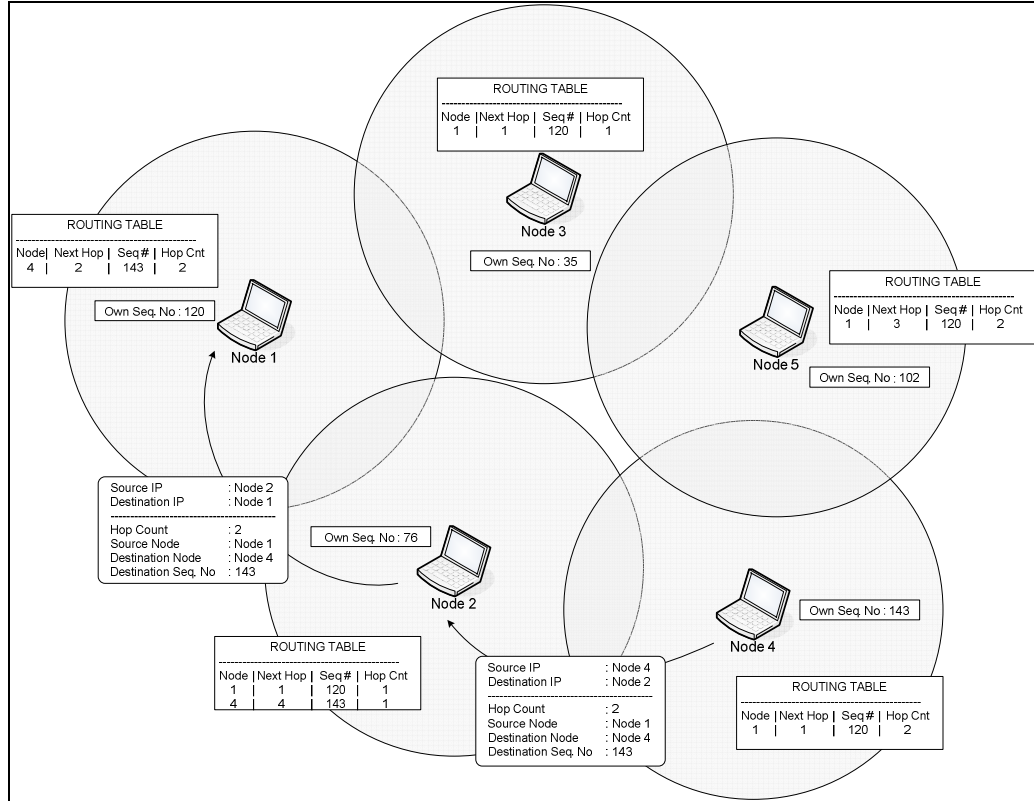 ROUTING TABLE
------------------------------------------------
Node |Next Hop | Seq# | Hop Cnt
1 | 1 | 120 | 1
Node 3
Own Seq. No : 35
ROUTING TABLE
------------------------------------------------
Node| Next Hop | Seq# | Hop Cnt
4 | 2 | 143 | 2
Own Seq. No : 120
Node 1
ROUTING TABLE
------------------------------------------------
Node |Next Hop | Seq# | Hop Cnt
1 | 3 | 120 | 2
Node 5
Own Seq. No : 102
Source IP : Node 2
Destination IP : Node 1
------------------------------------------------
Hop Count : 2
Source Node : Node 1
Destination Node : Node 4
Destination Seq. No : 143
Own Seq. No : 76
Node 2
ROUTING TABLE
------------------------------------------------
Node |Next Hop | Seq# | Hop Cnt
1 | 1 | 120 | 1
4 | 4 | 143 | 1
Source IP : Node 4
Destination IP : Node 2
------------------------------------------------
Hop Count : 2
Source Node : Node 1
Destination Node : Node 4
Destination Seq. No : 143
Own Seq. No : 143
Node 4
ROUTING TABLE
------------------------------------------------
Node |Next Hop | Seq# | Hop Cnt
1 | 1 | 120 | 2